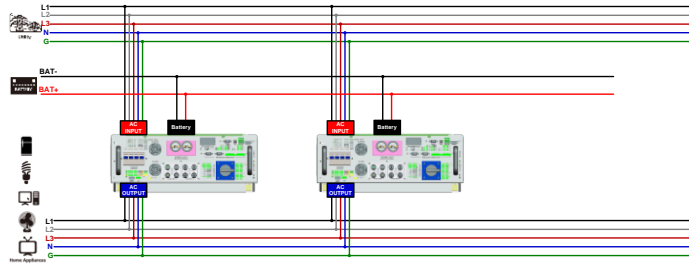 L1
L2
L3
N
G
Utility
BAT-
BAT+
BATTERY
AC
INPUT
Battery
AC
INPUT
Battery
AC
OUTPUT
AC
OUTPUT
L1
L2
L3
N
G
Home Appliances